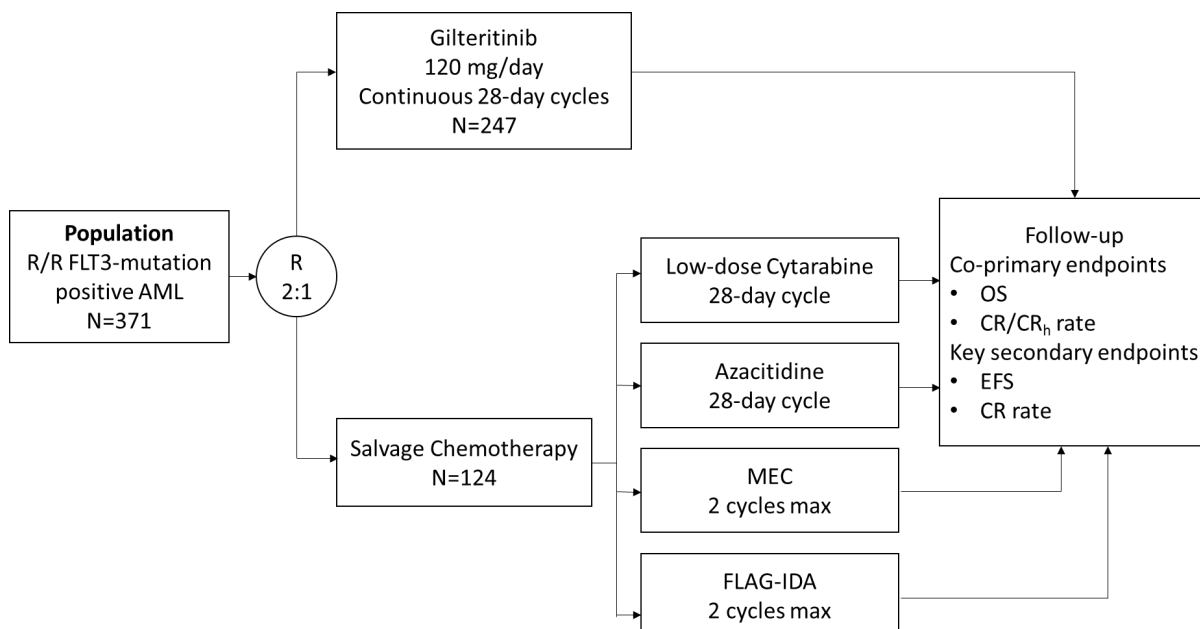 Population
R/R FLT3-mutation
positive AML
N=371
R
2:1
Gilteritinib
120 mg/day
Continuous 28-day cycles
N=247
Salvage Chemotherapy
N=124
Low-dose Cytarabine
28-day cycle
Azacitidine
28-day cycle
MEC
2 cycles max
FLAG-IDA
2 cycles max
Follow-up
Co-primary endpoints
• OS
• CR/CRh rate
Key secondary endpoints
• EFS
• CR rate